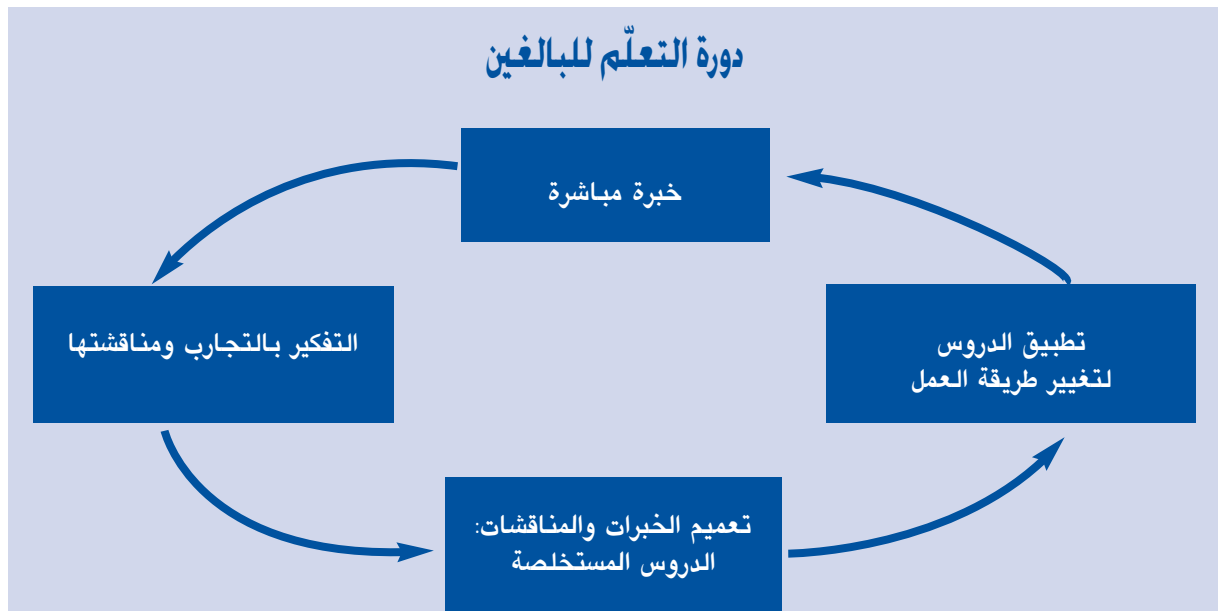 دورة التعلّم للبالغين
خبرة مباشرة
التفكير بالتجارب ومناقشتها
تطبيق الدروس
لتغيير طريقة العمل
تعميم الخبرات والمناقشات:
الدروس المستخلصة